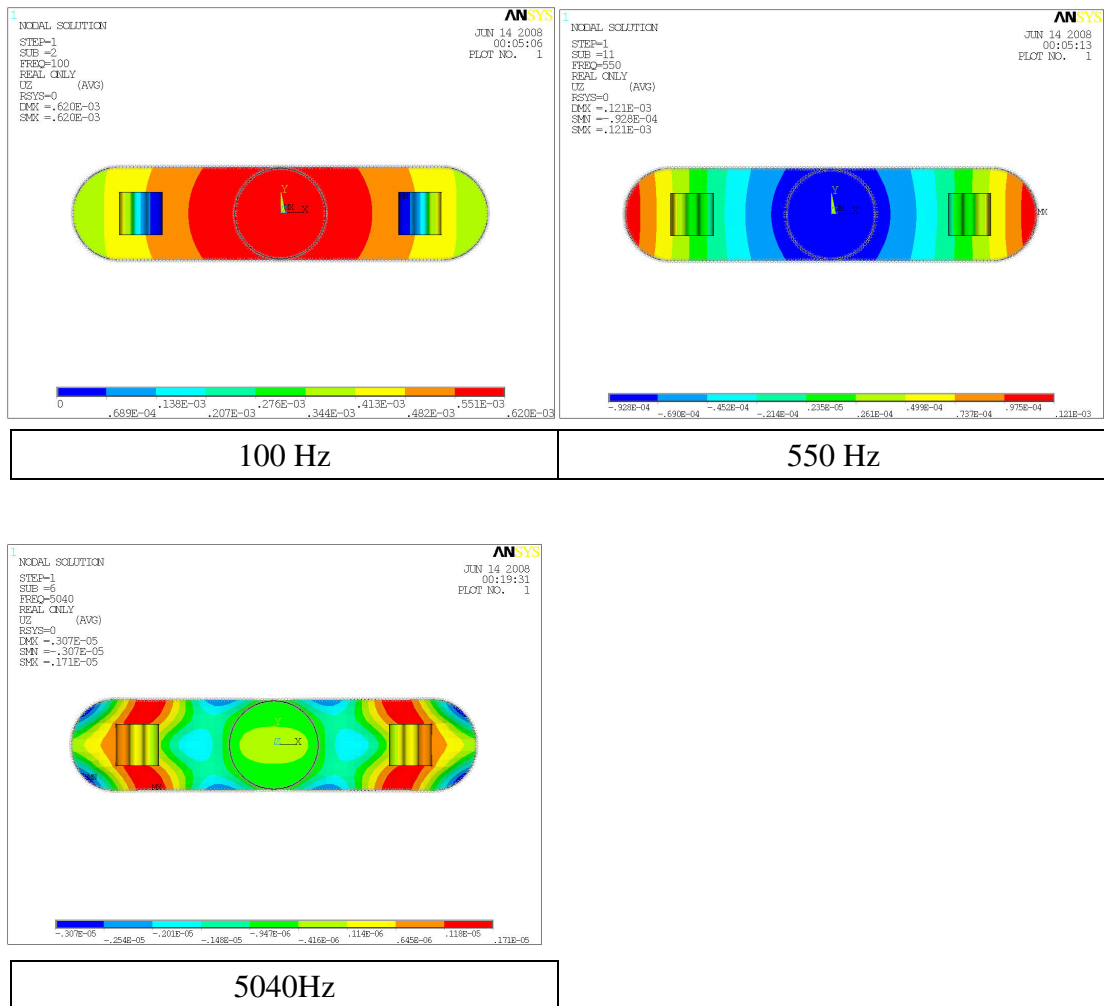 1
ANSYS
NODAL SOLUTION
JUN 14 2008
00:05:06
PLOT NO. 1
STEP=1
SUB =2
FREQ=100
REAL ONLY
UZ (AVG)
RSYS=0
DMX =.620E-03
SMX =.620E-03
Y
MX X
0 .138E-03 .276E-03 .413E-03 .551E-03
.689E-04 .207E-03 .344E-03 .482E-03 .620E-03
100 Hz
1
ANSYS
NODAL SOLUTION
JUN 14 2008
00:05:13
PLOT NO. 1
STEP=1
SUB =11
FREQ=550
REAL ONLY
UZ (AVG)
RSYS=0
DMX =.121E-03
SMN =-.928E-04
SMX =.121E-03
Y
MN X
MX
-.928E-04 -.452E-04 .235E-05 .499E-04 .975E-04
-.690E-04 -.214E-04 .261E-04 .737E-04 .121E-03
550 Hz
1
ANSYS
NODAL SOLUTION
JUN 14 2008
00:19:31
PLOT NO. 1
STEP=1
SUB =6
FREQ=5040
REAL ONLY
UZ (AVG)
RSYS=0
DMX =.307E-05
SMN =-.307E-05
SMX =.171E-05
Y
Z X
MN
MX
-.307E-05 -.201E-05 -.947E-06 .114E-06 .118E-05
-.254E-05 -.148E-05 -.416E-06 .645E-06 .171E-05
5040Hz